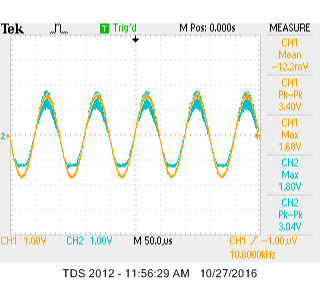 Tek Trig'd M Pos: 0.000s MEASURE
CH1
Mean
-12.2mV
CH1
Pk-Pk
3.40V
CH1
Max
1.68V
2
CH2
Max
1.80V
CH2
Pk-Pk
3.04V
CH1 1.00V CH2 1.00V M 50.0µs CH1 / -1.00µV
10.0000kHz
TDS 2012 - 11:56:29 AM 10/27/2016